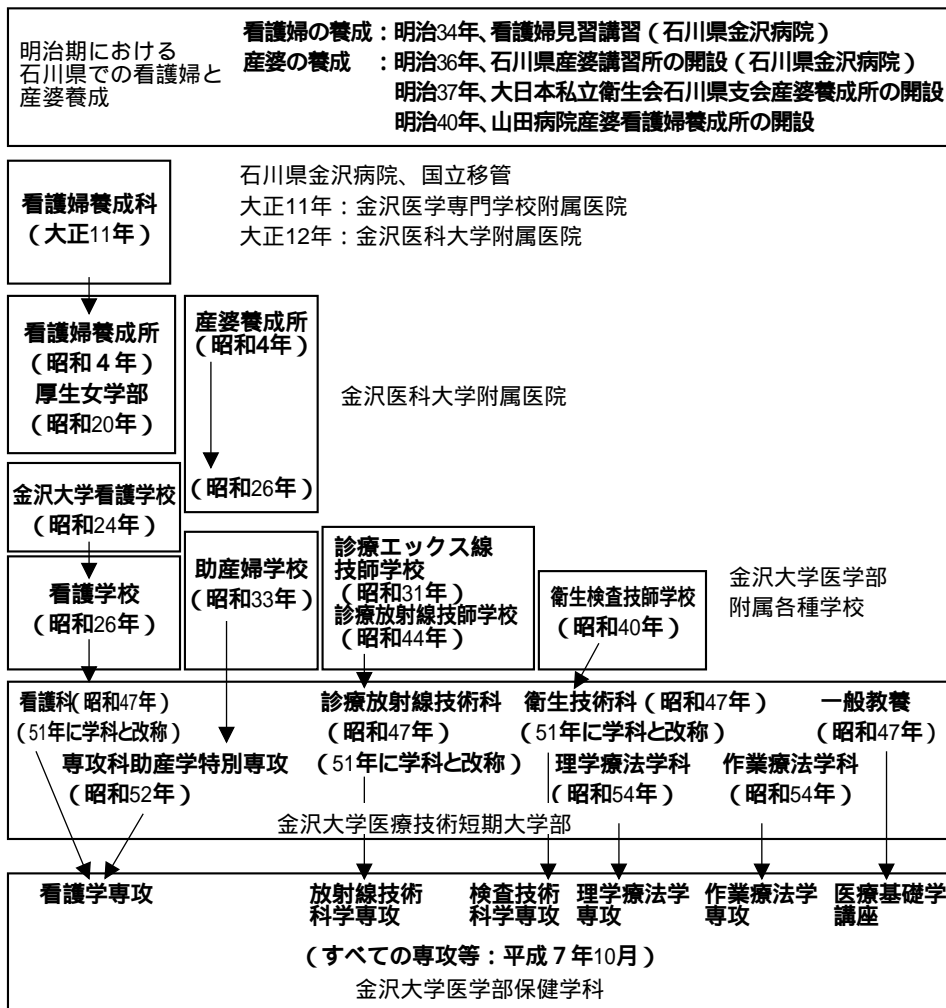 明治期における
石川県での看護婦と
産婆養成
看護婦の養成：明治34年、看護婦見習講習（石川県金沢病院）
産婆の養成　：明治36年、石川県産婆講習所の開設（石川県金沢病院）
明治37年、大日本私立衛生会石川県支会産婆養成所の開設
明治40年、山田病院産婆看護婦養成所の開設
看護婦養成科
（大正11年）
石川県金沢病院、国立移管
大正11年：金沢医学専門学校附属医院
大正12年：金沢医科大学附属医院
看護婦養成所
（昭和４年）
厚生女学部
（昭和20年）
産婆養成所
（昭和4年）
（昭和26年）
金沢医科大学附属医院
金沢大学看護学校
（昭和24年）
看護学校
（昭和26年）
助産婦学校
（昭和33年）
診療エックス線
技師学校
（昭和31年）
診療放射線技師学校
（昭和44年）
衛生検査技師学校
（昭和40年）
金沢大学医学部
附属各種学校
看護科（昭和47年）
（51年に学科と改称）
専攻科助産学特別専攻
（昭和52年）
診療放射線技術科
（昭和47年）
（51年に学科と改称）
衛生技術科（昭和47年）
（51年に学科と改称）
理学療法学科
（昭和54年）
作業療法学科
（昭和54年）
一般教養
（昭和47年）
金沢大学医療技術短期大学部
看護学専攻
放射線技術
科学専攻
検査技術
科学専攻
理学療法学
専攻
作業療法学
専攻
医療基礎学
講座
（すべての専攻等：平成７年10月）
金沢大学医学部保健学科